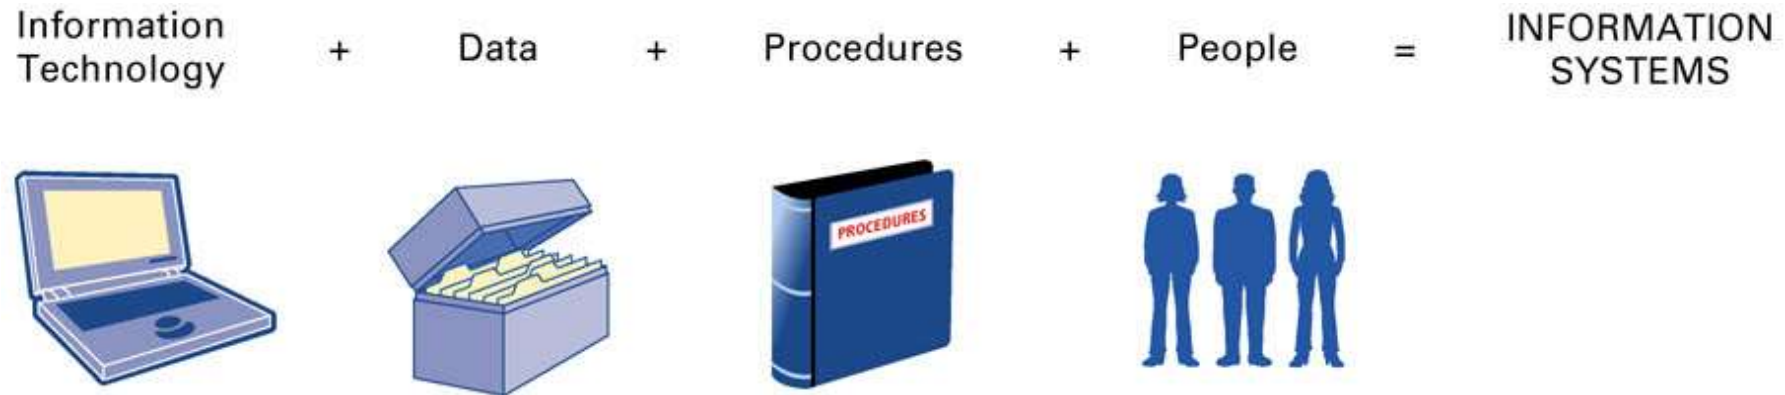 Information
Technology
+
Data
+
Procedures
+
People
=
INFORMATION
SYSTEMS
PROCEDURES